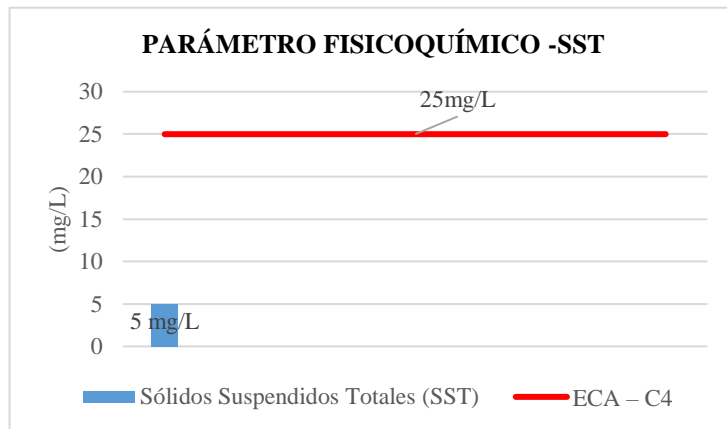 PARÁMETRO FISICOQUÍMICO -SST
30
25mg/L
25
20
15
10
5
5 mg/L
0
(mg/L)
Sólidos Suspendidos Totales (SST)
ECA – C4